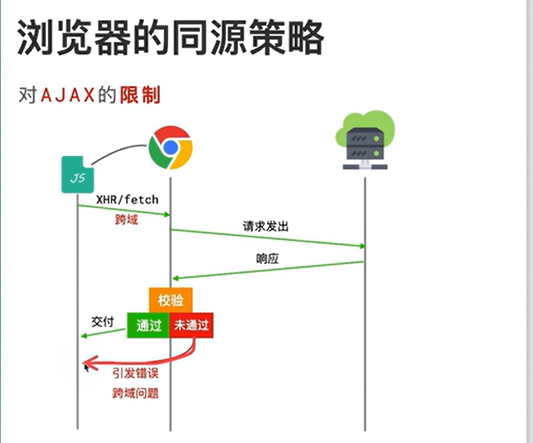 浏览器的同源策略
对AJAX的限制
JS
XHR/fetch
跨域
请求发出
响应
校验
交付
通过
未通过
引发错误
跨域问题